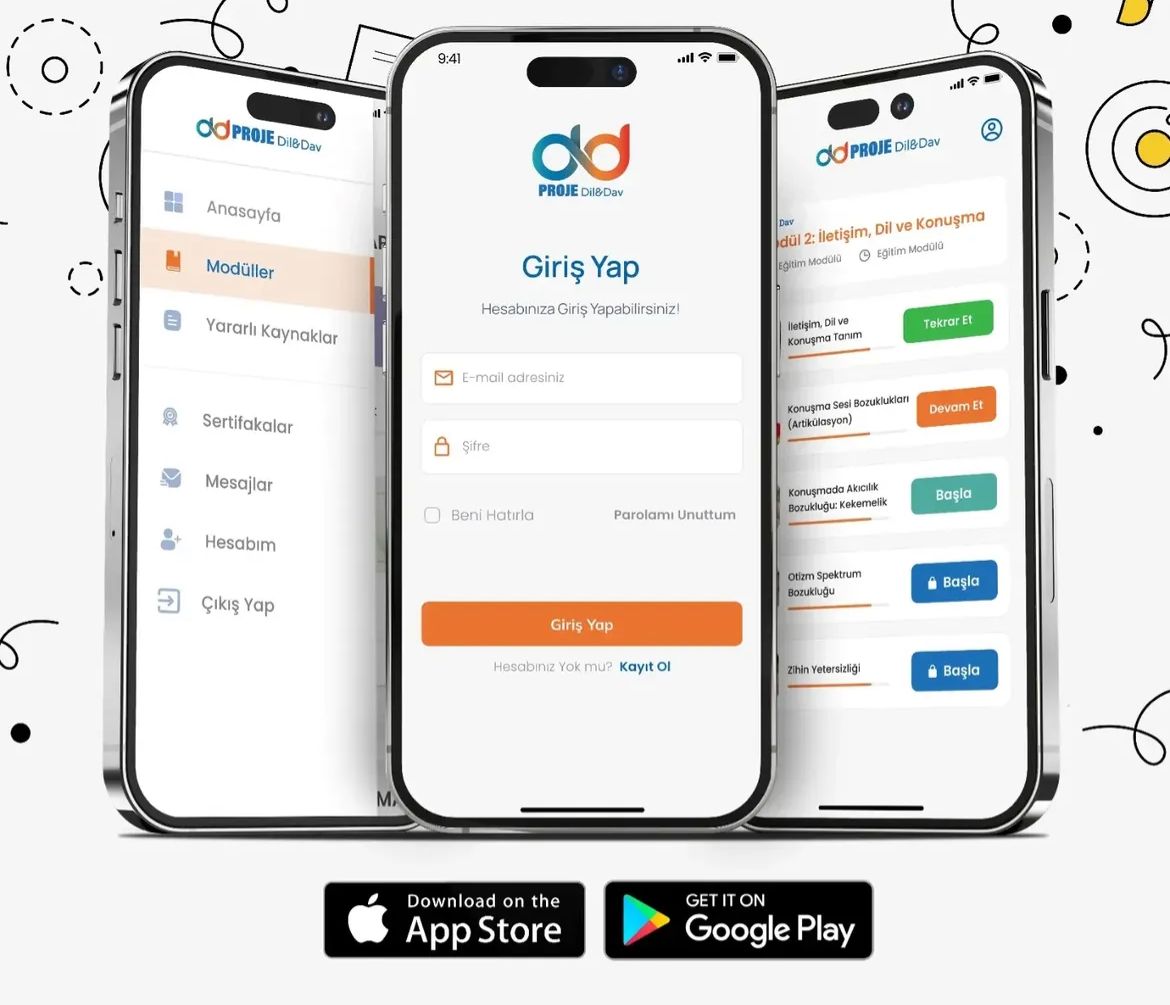 PROJE Dil&Dav
Anasayfa
Modüller
Yararlı Kaynaklar
Sertifakalar
Mesajlar
Hesabım
Çıkış Yap
9:41
PROJE Dil&Dav
Giriş Yap
Hesabınıza Giriş Yapabilirsiniz!
E-mail adresiniz
Şifre
Beni Hatırla
Parolamı Unuttum
Giriş Yap
Hesabınız Yok mu? Kayıt Ol
PROJE Dil&Dav
Dav
dül 2: İletişim, Dil ve Konuşma
Eğitim Modülü
Eğitim Modülü
İletişim, Dil ve
Konuşma Tanım
Tekrar Et
Konuşma Sesi Bozuklukları
(Artikülasyon)
Devam Et
Konuşmada Akıcılık
Bozukluğu: Kekemelik
Başla
Otizm Spektrum
Bozukluğu
Başla
Zihin Yetersizliği
Başla
Download on the
App Store
GET IT ON
Google Play